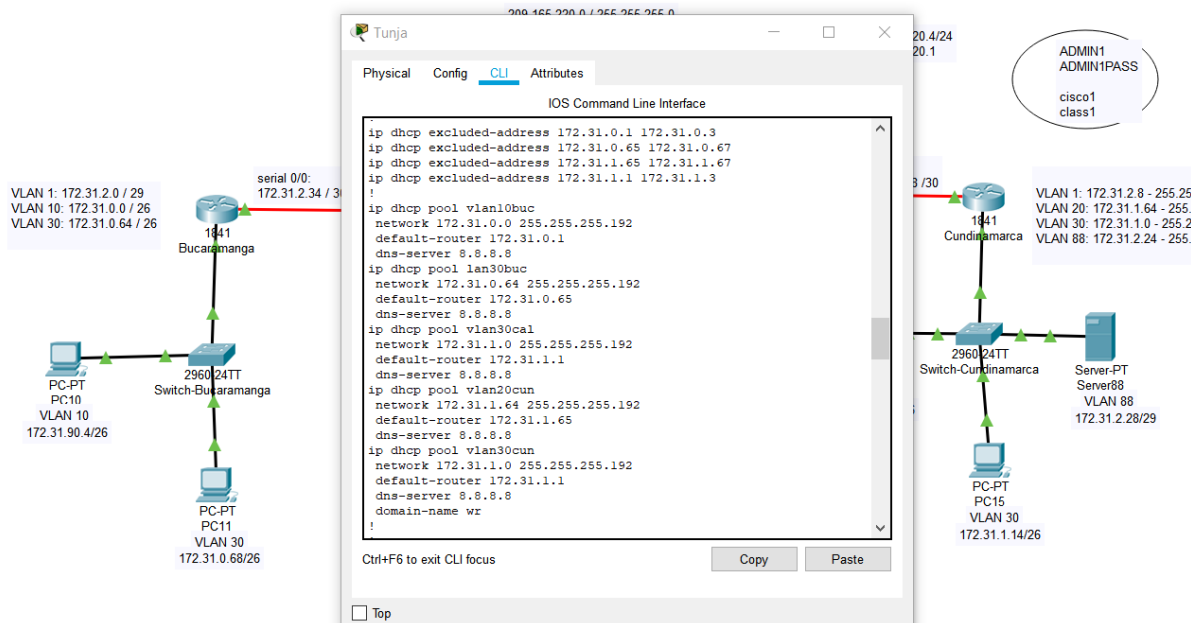 209.165.220.0 / 255.255.255.0
Tunja
Physical Config CLI Attributes
IOS Command Line Interface
!
ip dhcp excluded-address 172.31.0.1 172.31.0.3
ip dhcp excluded-address 172.31.0.65 172.31.0.67
ip dhcp excluded-address 172.31.1.65 172.31.1.67
ip dhcp excluded-address 172.31.1.1 172.31.1.3
!
ip dhcp pool vlan10buc
network 172.31.0.0 255.255.255.192
default-router 172.31.0.1
dns-server 8.8.8.8
ip dhcp pool lan30buc
network 172.31.0.64 255.255.255.192
default-router 172.31.0.65
dns-server 8.8.8.8
ip dhcp pool vlan30cal
network 172.31.1.0 255.255.255.192
default-router 172.31.1.1
dns-server 8.8.8.8
ip dhcp pool vlan20cun
network 172.31.1.64 255.255.255.192
default-router 172.31.1.65
dns-server 8.8.8.8
ip dhcp pool vlan30cun
network 172.31.1.0 255.255.255.192
default-router 172.31.1.1
dns-server 8.8.8.8
domain-name wr
!
Ctrl+F6 to exit CLI focus
Copy
Paste
Top
VLAN 1: 172.31.2.0 / 29
VLAN 10: 172.31.0.0 / 26
VLAN 30: 172.31.0.64 / 26
serial 0/0:
172.31.2.34 / 30
1841
Bucaramanga
2960-24TT
Switch-Bucaramanga
PC-PT
PC10
VLAN 10
172.31.90.4/26
PC-PT
PC11
VLAN 30
172.31.0.68/26
20.4/24
20.1
ADMIN1
ADMIN1PASS
cisco1
class1
8 /30
1841
Cundinamarca
VLAN 1: 172.31.2.8 - 255.25
VLAN 20: 172.31.1.64 - 255.
VLAN 30: 172.31.1.0 - 255.2
VLAN 88: 172.31.2.24 - 255.
2960-24TT
Switch-Cundinamarca
Server-PT
Server88
VLAN 88
172.31.2.28/29
PC-PT
PC15
VLAN 30
172.31.1.14/26